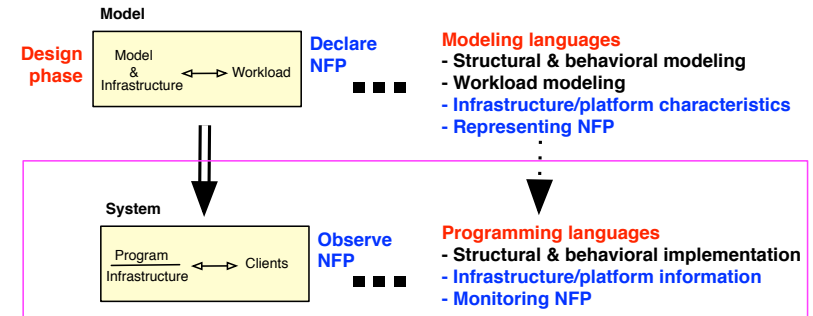 Model
Design
phase
Model
&
Infrastructure
Workload
Declare
NFP
Modeling languages
- Structural & behavioral modeling
- Workload modeling
- Infrastructure/platform characteristics
- Representing NFP
System
Program
Infrastructure
Clients
Observe
NFP
Programming languages
- Structural & behavioral implementation
- Infrastructure/platform information
- Monitoring NFP